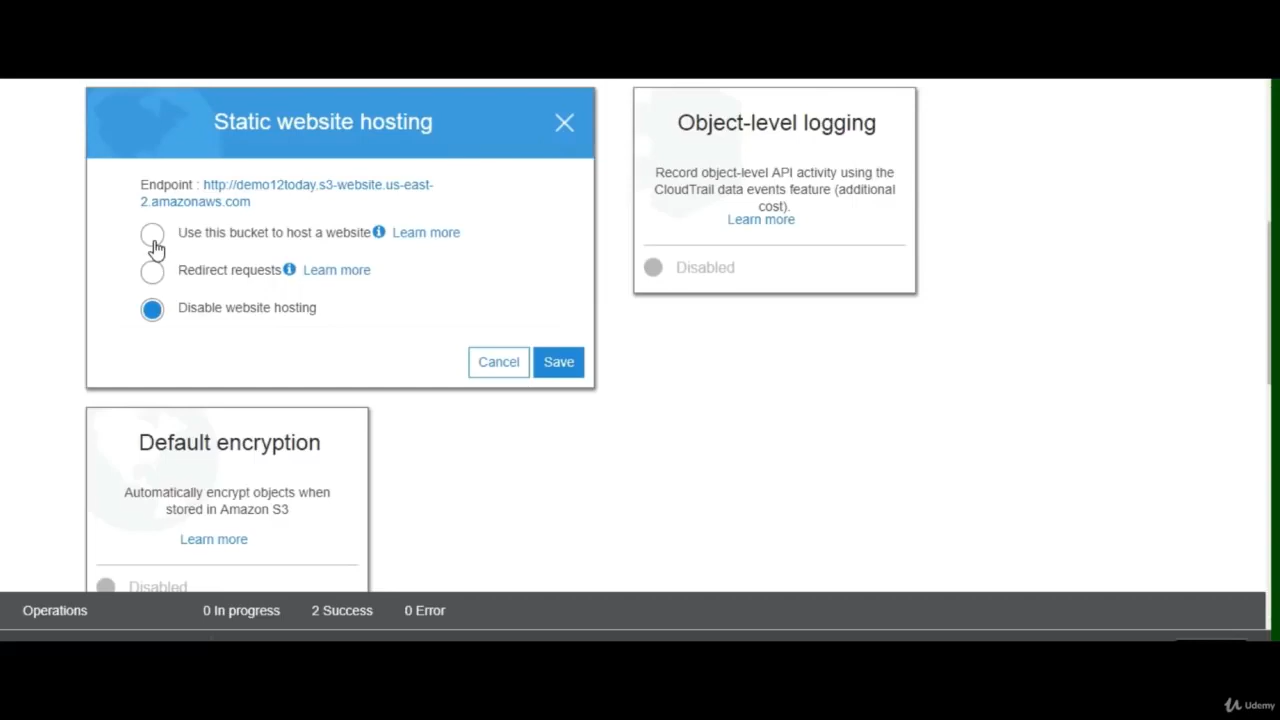 Static website hosting
Endpoint : http://demo12today.s3-website.us-east-
2.amazonaws.com
Use this bucket to host a website Learn more
Redirect requests Learn more
Disable website hosting
Cancel Save
Object-level logging
Record object-level API activity using the
CloudTrail data events feature (additional
cost).
Learn more
Disabled
Default encryption
Automatically encrypt objects when
stored in Amazon S3
Learn more
Disabled
Operations 0 In progress 2 Success 0 Error
Udemy